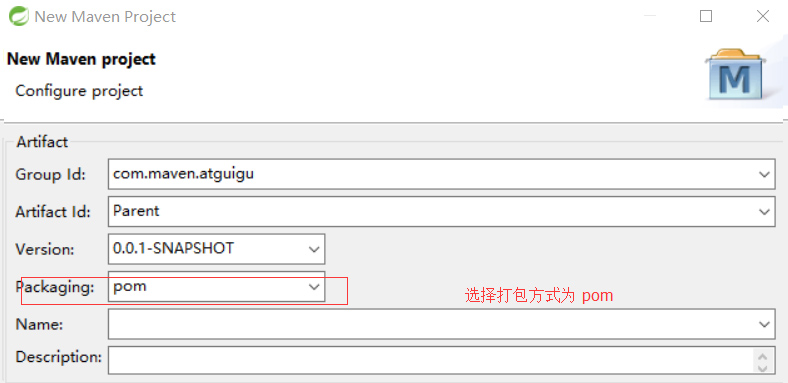 New Maven Project
New Maven project
Configure project
M
Artifact
Group Id: com.maven.atguigu
Artifact Id: Parent
Version: 0.0.1-SNAPSHOT
Packaging: pom
选择打包方式为 pom
Name:
Description: